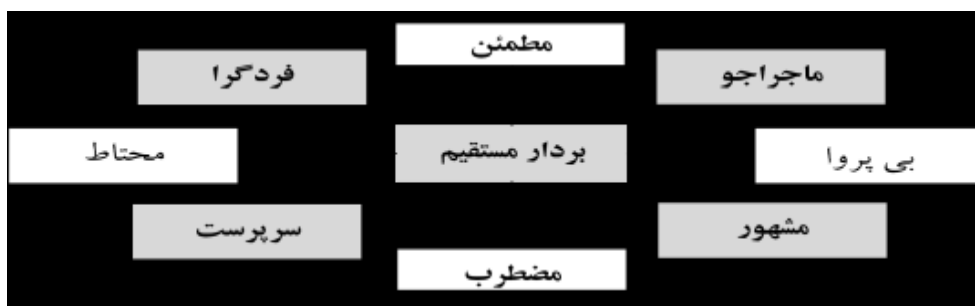 مطمئن
ماجراجو
فردگرا
بی پروا
بردار مستقیم
محتاط
مشهور
سرپرست
مضطرب